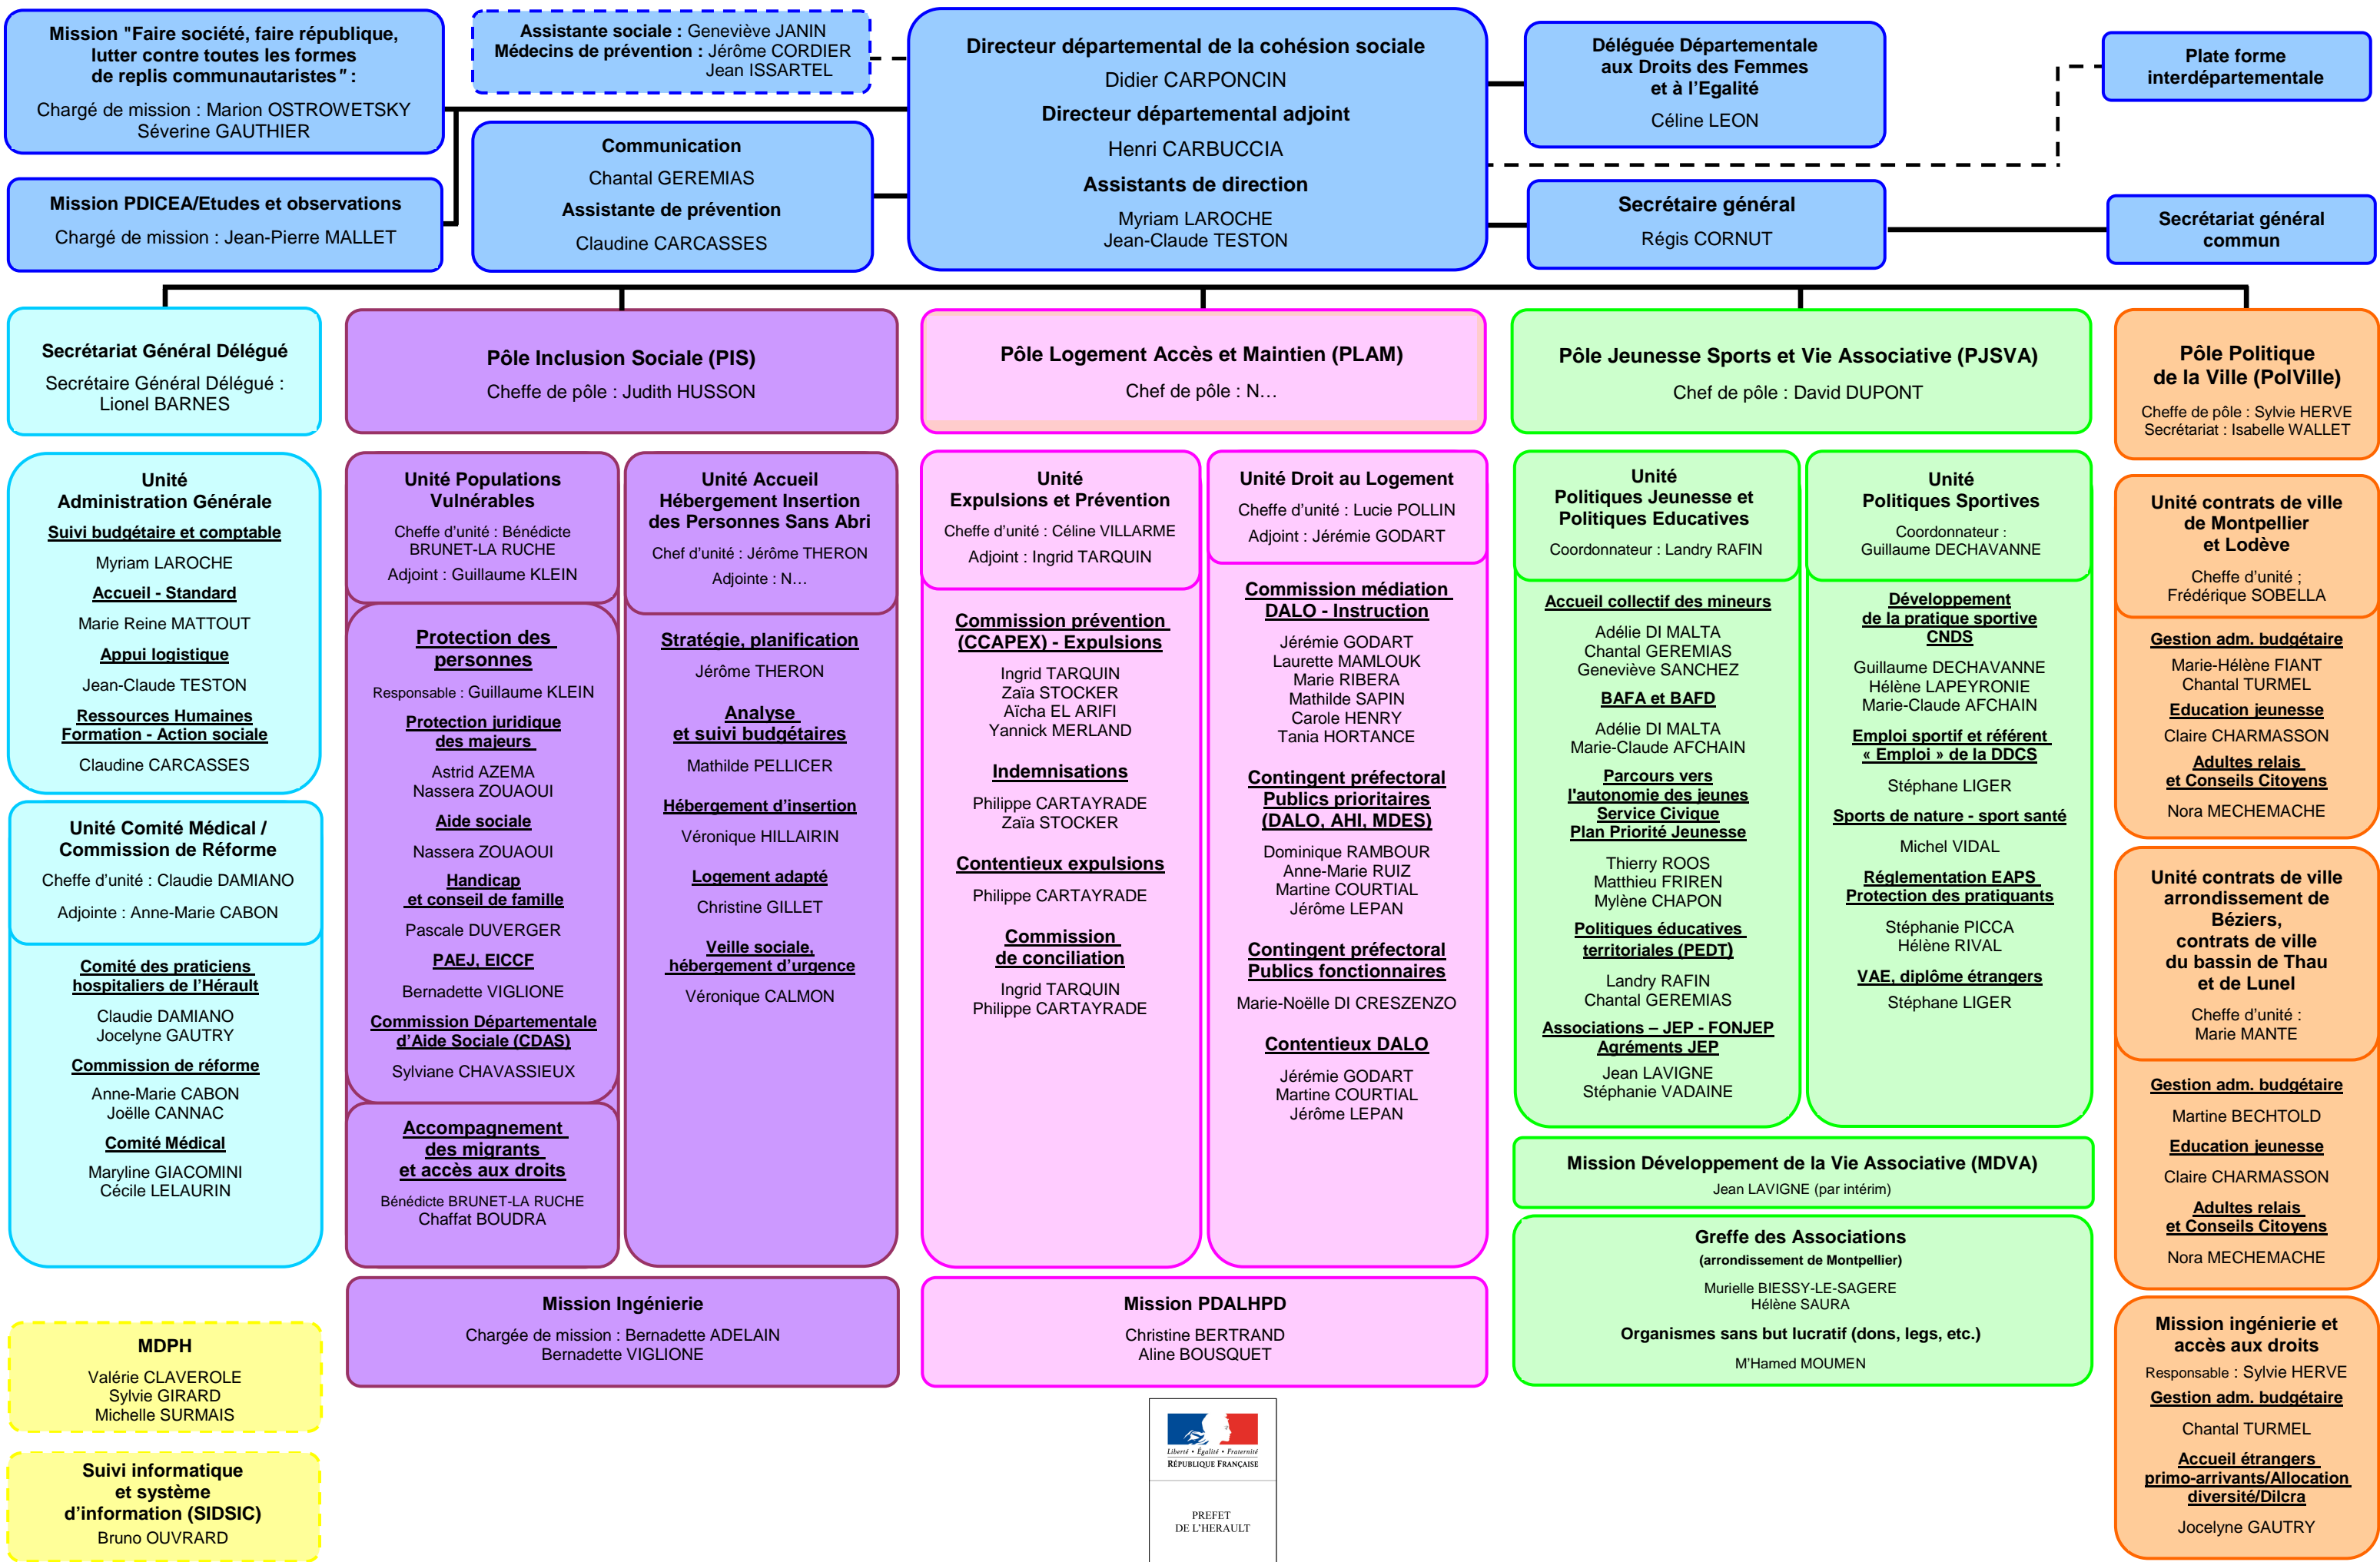 Mission "Faire société, faire république,
lutter contre toutes les formes
de replis communautaristes" :
Chargé de mission : Marion OSTROWETSKY
Séverine GAUTHIER
Mission PDICEA/Etudes et observations
Chargé de mission : Jean-Pierre MALLET
Assistante sociale : Geneviève JANIN
Médecins de prévention : Jérôme CORDIER
Jean ISSARTEL
Communication
Chantal GEREMIAS
Assistante de prévention
Claudine CARCASSES
Directeur départemental de la cohésion sociale
Didier CARPONCIN
Directeur départemental adjoint
Henri CARBUCCIA
Assistants de direction
Myriam LAROCHE
Jean-Claude TESTON
Déléguée Départementale
aux Droits des Femmes
et à l'Egalité
Céline LEON
Secrétaire général
Régis CORNUT
Plate forme
interdépartementale
Secrétariat général
commun
Secrétariat Général Délégué
Secrétaire Général Délégué :
Lionel BARNES
Unité
Administration Générale
Suivi budgétaire et comptable
Myriam LAROCHE
Accueil - Standard
Marie Reine MATTOUT
Appui logistique
Jean-Claude TESTON
Ressources Humaines
Formation - Action sociale
Claudine CARCASSES
Unité Comité Médical /
Commission de Réforme
Cheffe d'unité : Claudie DAMIANO
Adjointe : Anne-Marie CABON
Comité des praticiens
hospitaliers de l'Hérault
Claudie DAMIANO
Jocelyne GAUTRY
Commission de réforme
Anne-Marie CABON
Joëlle CANNAC
Comité Médical
Maryline GIACOMINI
Cécile LELAURIN
MDPH
Valérie CLAVEROLE
Sylvie GIRARD
Michelle SURMAIS
Suivi informatique
et système
d'information (SIDSIC)
Bruno OUVRARD
Pôle Inclusion Sociale (PIS)
Cheffe de pôle : Judith HUSSON
Unité Populations
Vulnérables
Cheffe d'unité : Bénédicte
BRUNET-LA RUCHE
Adjoint : Guillaume KLEIN
Protection des
personnes
Responsable : Guillaume KLEIN
Protection juridique
des majeurs
Astrid AZEMA
Nassera ZOUAOUI
Aide sociale
Nassera ZOUAOUI
Handicap
et conseil de famille
Pascale DUVERGER
PAEJ, EICCF
Bernadette VIGLIONE
Commission Départementale
d'Aide Sociale (CDAS)
Sylviane CHAVASSIEUX
Accompagnement
des migrants
et accès aux droits
Bénédicte BRUNET-LA RUCHE
Chaffat BOUDRA
Unité Accueil
Hébergement Insertion
des Personnes Sans Abri
Chef d'unité : Jérôme THERON
Adjointe : N…
Stratégie, planification
Jérôme THERON
Analyse
et suivi budgétaires
Mathilde PELLICER
Hébergement d'insertion
Véronique HILLAIRIN
Logement adapté
Christine GILLET
Veille sociale,
hébergement d'urgence
Véronique CALMON
Mission Ingénierie
Chargée de mission : Bernadette ADELAIN
Bernadette VIGLIONE
Pôle Logement Accès et Maintien (PLAM)
Chef de pôle : N…
Unité
Expulsions et Prévention
Cheffe d'unité : Céline VILLARME
Adjoint : Ingrid TARQUIN
Commission prévention
(CCAPEX) - Expulsions
Ingrid TARQUIN
Zaïa STOCKER
Aïcha EL ARIFI
Yannick MERLAND
Indemnisations
Philippe CARTAYRADE
Zaïa STOCKER
Contentieux expulsions
Philippe CARTAYRADE
Commission
de conciliation
Ingrid TARQUIN
Philippe CARTAYRADE
Unité Droit au Logement
Cheffe d'unité : Lucie POLLIN
Adjoint : Jérémie GODART
Commission médiation
DALO - Instruction
Jérémie GODART
Laurette MAMLOUK
Marie RIBERA
Mathilde SAPIN
Carole HENRY
Tania HORTANCE
Contingent préfectoral
Publics prioritaires
(DALO, AHI, MDES)
Dominique RAMBOUR
Anne-Marie RUIZ
Martine COURTIAL
Jérôme LEPAN
Contingent préfectoral
Publics fonctionnaires
Marie-Noëlle DI CRESZENZO
Contentieux DALO
Jérémie GODART
Martine COURTIAL
Jérôme LEPAN
Mission PDALHPD
Christine BERTRAND
Aline BOUSQUET
Pôle Jeunesse Sports et Vie Associative (PJSVA)
Chef de pôle : David DUPONT
Unité
Politiques Jeunesse et
Politiques Educatives
Coordonnateur : Landry RAFIN
Accueil collectif des mineurs
Adélie DI MALTA
Chantal GEREMIAS
Geneviève SANCHEZ
BAFA et BAFD
Adélie DI MALTA
Marie-Claude AFCHAIN
Parcours vers
l'autonomie des jeunes
Service Civique
Plan Priorité Jeunesse
Thierry ROOS
Matthieu FRIREN
Mylène CHAPON
Politiques éducatives
territoriales (PEDT)
Landry RAFIN
Chantal GEREMIAS
Associations – JEP - FONJEP
Agréments JEP
Jean LAVIGNE
Stéphanie VADAINE
Unité
Politiques Sportives
Coordonnateur :
Guillaume DECHAVANNE
Développement
de la pratique sportive
CNDS
Guillaume DECHAVANNE
Hélène LAPEYRONIE
Marie-Claude AFCHAIN
Emploi sportif et référent
« Emploi » de la DDCS
Stéphane LIGER
Sports de nature - sport santé
Michel VIDAL
Réglementation EAPS
Protection des pratiquants
Stéphanie PICCA
Hélène RIVAL
VAE, diplôme étrangers
Stéphane LIGER
Mission Développement de la Vie Associative (MDVA)
Jean LAVIGNE (par intérim)
Greffe des Associations
(arrondissement de Montpellier)
Murielle BIESSY-LE-SAGERE
Hélène SAURA
Organismes sans but lucratif (dons, legs, etc.)
M'Hamed MOUMEN
Pôle Politique
de la Ville (PolVille)
Cheffe de pôle : Sylvie HERVE
Secrétariat : Isabelle WALLET
Unité contrats de ville
de Montpellier
et Lodève
Cheffe d'unité ;
Frédérique SOBELLA
Gestion adm. budgétaire
Marie-Hélène FIANT
Chantal TURMEL
Education jeunesse
Claire CHARMASSON
Adultes relais
et Conseils Citoyens
Nora MECHEMACHE
Unité contrats de ville
arrondissement de
Béziers,
contrats de ville
du bassin de Thau
et de Lunel
Cheffe d'unité :
Marie MANTE
Gestion adm. budgétaire
Martine BECHTOLD
Education jeunesse
Claire CHARMASSON
Adultes relais
et Conseils Citoyens
Nora MECHEMACHE
Mission ingénierie et
accès aux droits
Responsable : Sylvie HERVE
Gestion adm. budgétaire
Chantal TURMEL
Accueil étrangers
primo-arrivants/Allocation
diversité/Dilcra
Jocelyne GAUTRY
Liberté • Égalité • Fraternité
RÉPUBLIQUE FRANÇAISE
PREFET
DE L'HERAULT